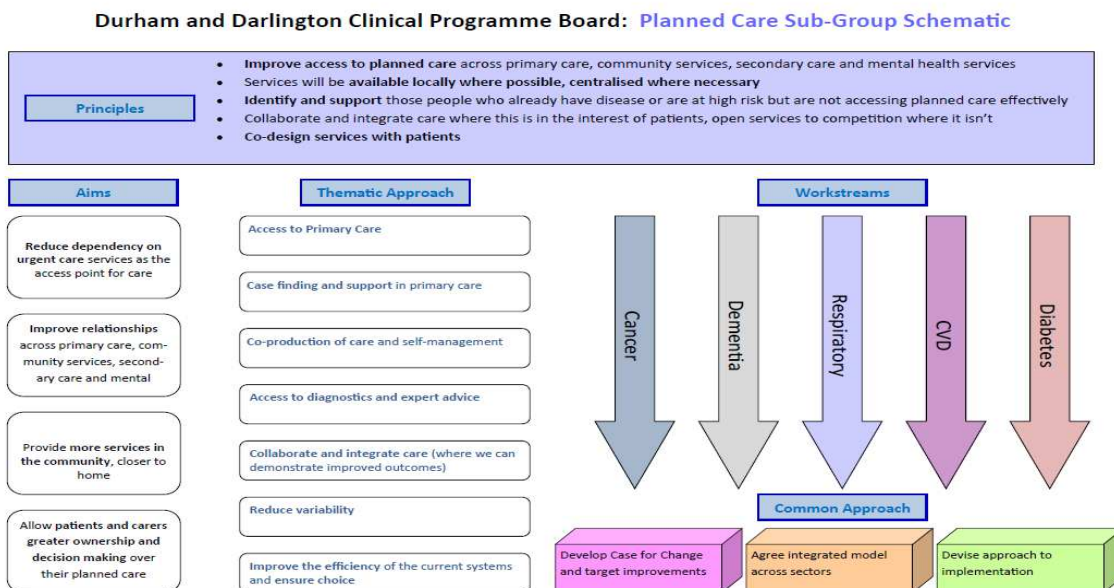 Durham and Darlington Clinical Programme Board: Planned Care Sub-Group Schematic
Principles
• Improve access to planned care across primary care, community services, secondary care and mental health services
• Services will be available locally where possible, centralised where necessary
• Identify and support those people who already have disease or are at high risk but are not accessing planned care effectively
• Collaborate and integrate care where this is in the interest of patients, open services to competition where it isn't
• Co-design services with patients
Aims
Reduce dependency on
urgent care services as the
access point for care
Improve relationships
across primary care, com-
munity services, second-
ary care and mental
Provide more services in
the community, closer to
home
Allow patients and carers
greater ownership and
decision making over
their planned care
Thematic Approach
Access to Primary Care
Case finding and support in primary care
Co-production of care and self-management
Access to diagnostics and expert advice
Collaborate and integrate care (where we can
demonstrate improved outcomes)
Reduce variability
Improve the efficiency of the current systems
and ensure choice
Workstreams
Cancer
Dementia
Respiratory
CVD
Diabetes
Common Approach
Develop Case for Change
and target improvements
Agree integrated model
across sectors
Devise approach to
implementation